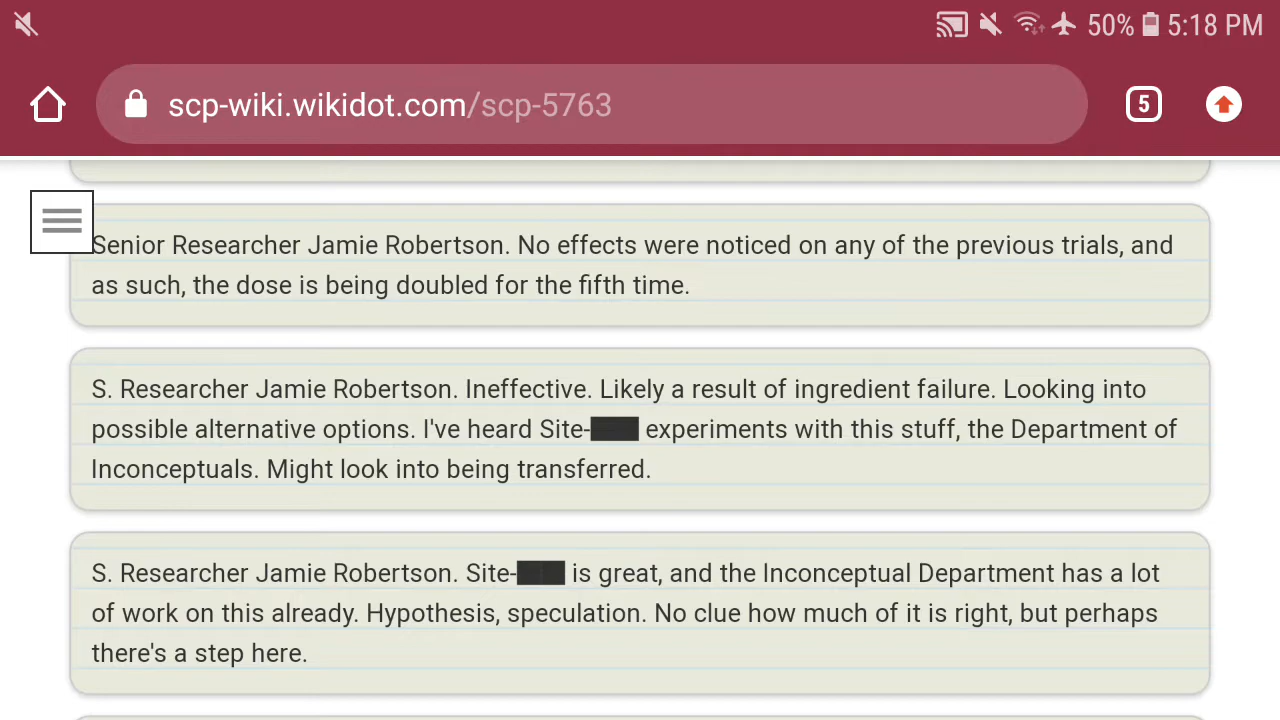 50% 5:18 PM
scp-wiki.wikidot.com/scp-5763
5
Senior Researcher Jamie Robertson. No effects were noticed on any of the previous trials, and
as such, the dose is being doubled for the fifth time.
S. Researcher Jamie Robertson. Ineffective. Likely a result of ingredient failure. Looking into
possible alternative options. I've heard Site-███ experiments with this stuff, the Department of
Inconceptuals. Might look into being transferred.
S. Researcher Jamie Robertson. Site-███ is great, and the Inconceptual Department has a lot
of work on this already. Hypothesis, speculation. No clue how much of it is right, but perhaps
there's a step here.